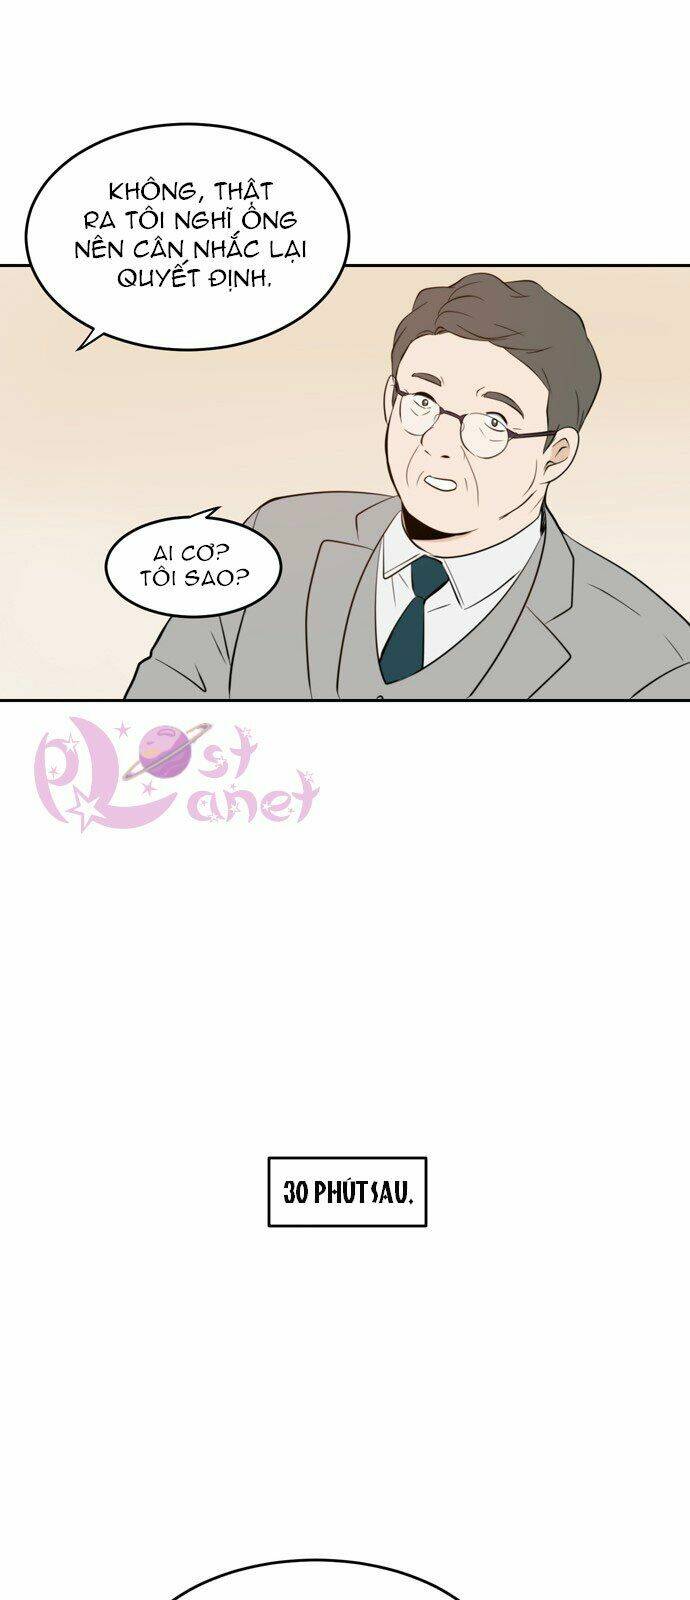 KHÔNG, THẬT
RA TÔI NGHĨ ÔNG
NÊN CÂN NHẮC LẠI
QUYẾT ĐỊNH.
AI CƠ?
TÔI SAO?
Lost
Planet
30 PHÚT SAU.